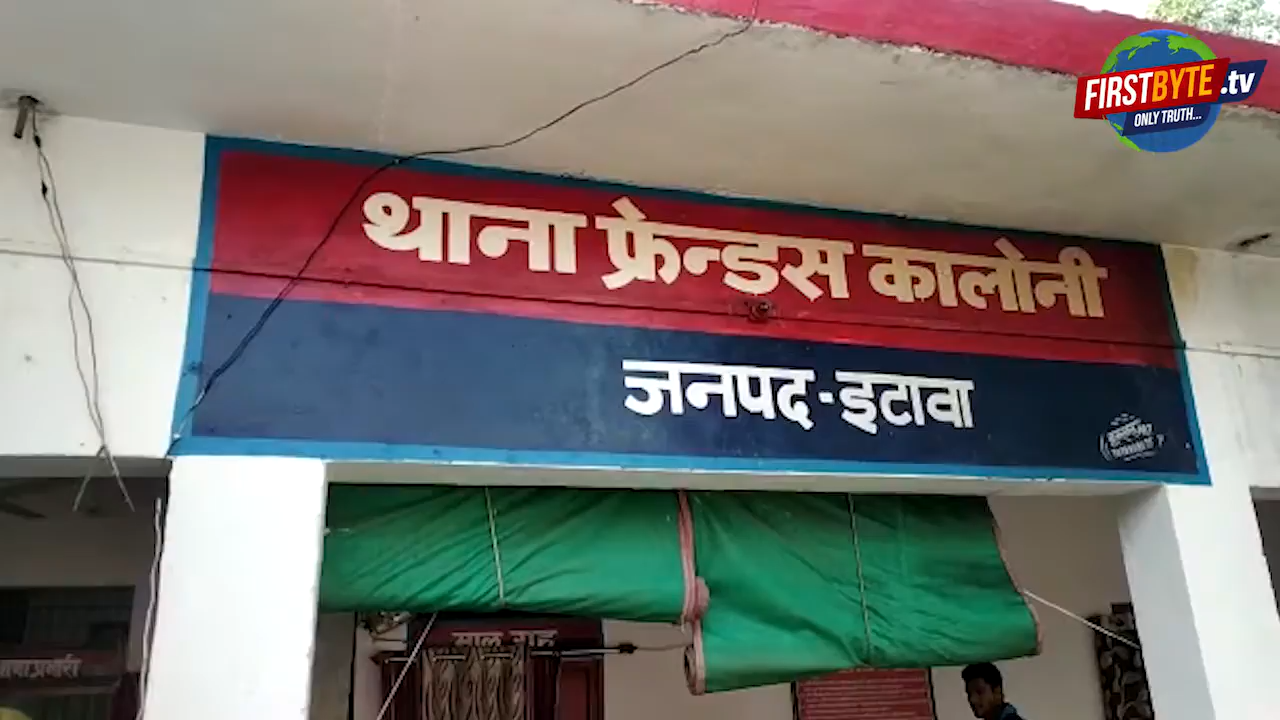 FIRSTBYTE.tv
ONLY TRUTH...
थाना फ्रेन्डस कालोनी
जनपद-इटावा
माल गृह